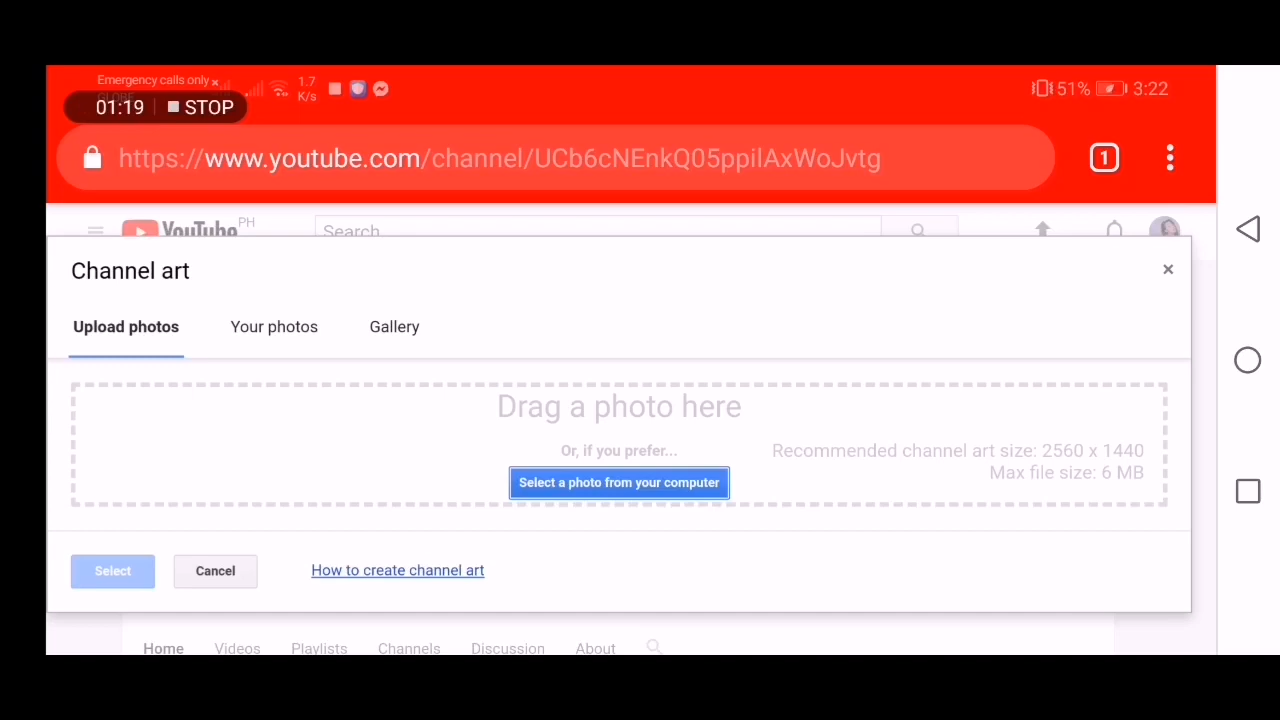 Emergency calls only ×
GLOBE
1.7
K/s
51%
3:22
01:19
STOP
https://www.youtube.com/channel/UCb6cNEnkQ05ppilAxWoJvtg
1
YouTube PH
Search
Channel art
×
Upload photos
Your photos
Gallery
Drag a photo here
Or, if you prefer...
Select a photo from your computer
Recommended channel art size: 2560 x 1440
Max file size: 6 MB
Select
Cancel
How to create channel art
Home
Videos
Playlists
Channels
Discussion
About